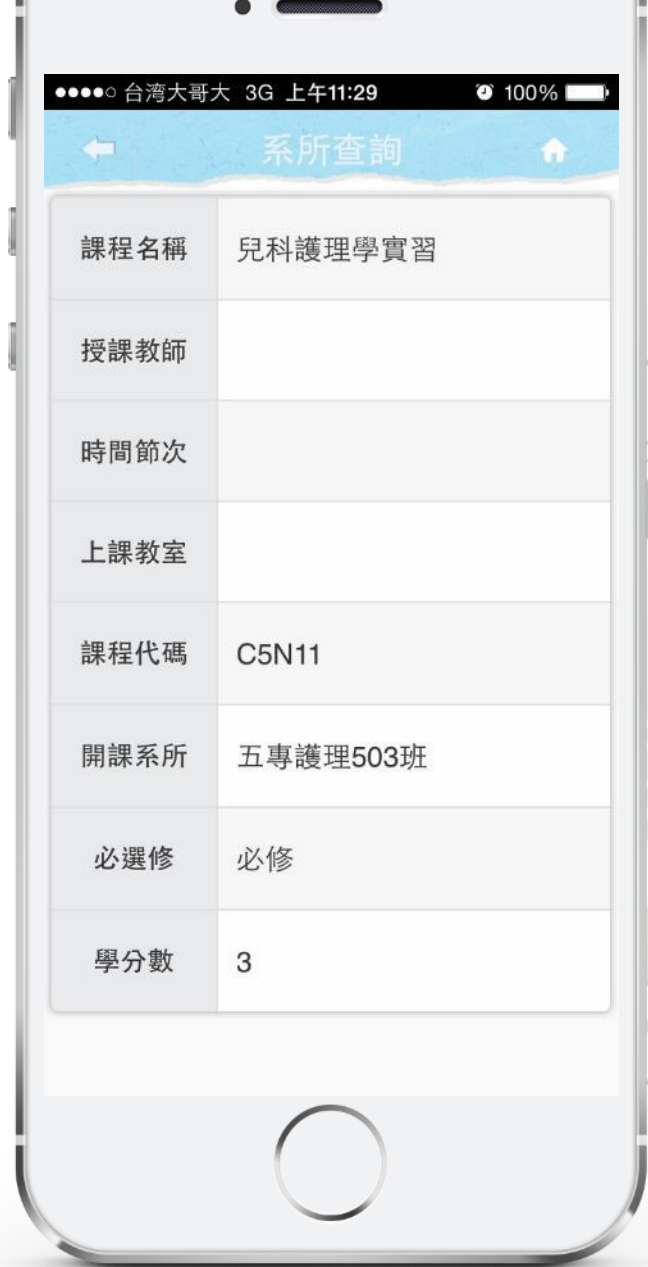 ●●●●○ 台湾大哥大 3G 上午11:29 100%
系所查詢
課程名稱 兒科護理學實習
授課教師
時間節次
上課教室
課程代碼 C5N11
開課系所 五專護理503班
必選修 必修
學分數 3